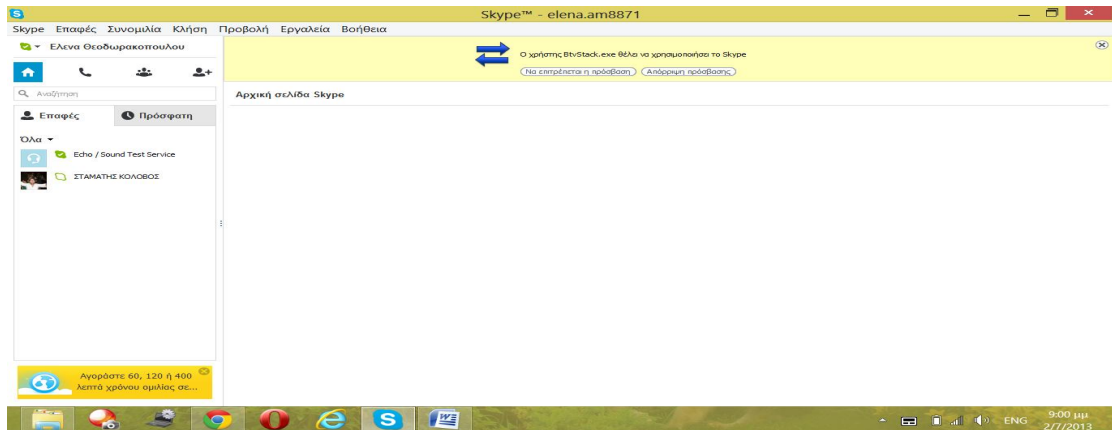 Skype™ - elena.am8871
Skype Επαφές Συνομιλία Κλήση Προβολή Εργαλεία Βοήθεια
Ελενα Θεοδωρακοπουλου
Ο χρήστης BtvStack.exe θέλει να χρησιμοποιήσει το Skype
Να επιτρέπεται η πρόσβαση Απόρριψη πρόσβασης
Αναζήτηση
Αρχική σελίδα Skype
Επαφές Πρόσφατη
Όλα
Echo / Sound Test Service
ΣΤΑΜΑΤΗΣ ΚΟΛΟΒΟΣ
Αγοράστε 60, 120 ή 400
λεπτά χρόνου ομιλίας σε...
ENG 9:00 μμ
2/7/2013